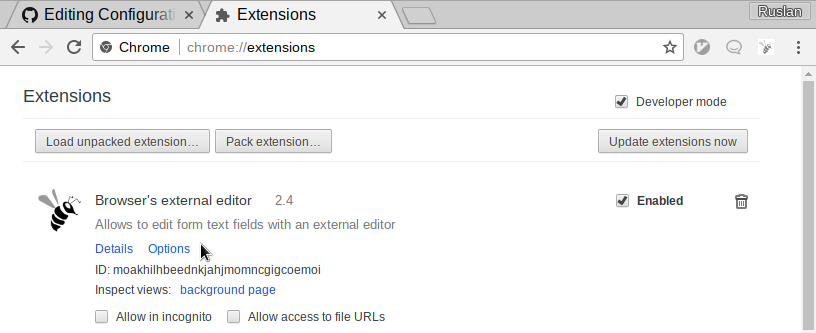 Editing Configurati
Extensions
Ruslan
Chrome chrome://extensions
Extensions
Developer mode
Load unpacked extension…
Pack extension…
Update extensions now
Browser's external editor 2.4
Enabled
Allows to edit form text fields with an external editor
Details Options
ID: moakhilhbeednkjahjmomncgigcoemoi
Inspect views: background page
Allow in incognito
Allow access to file URLs